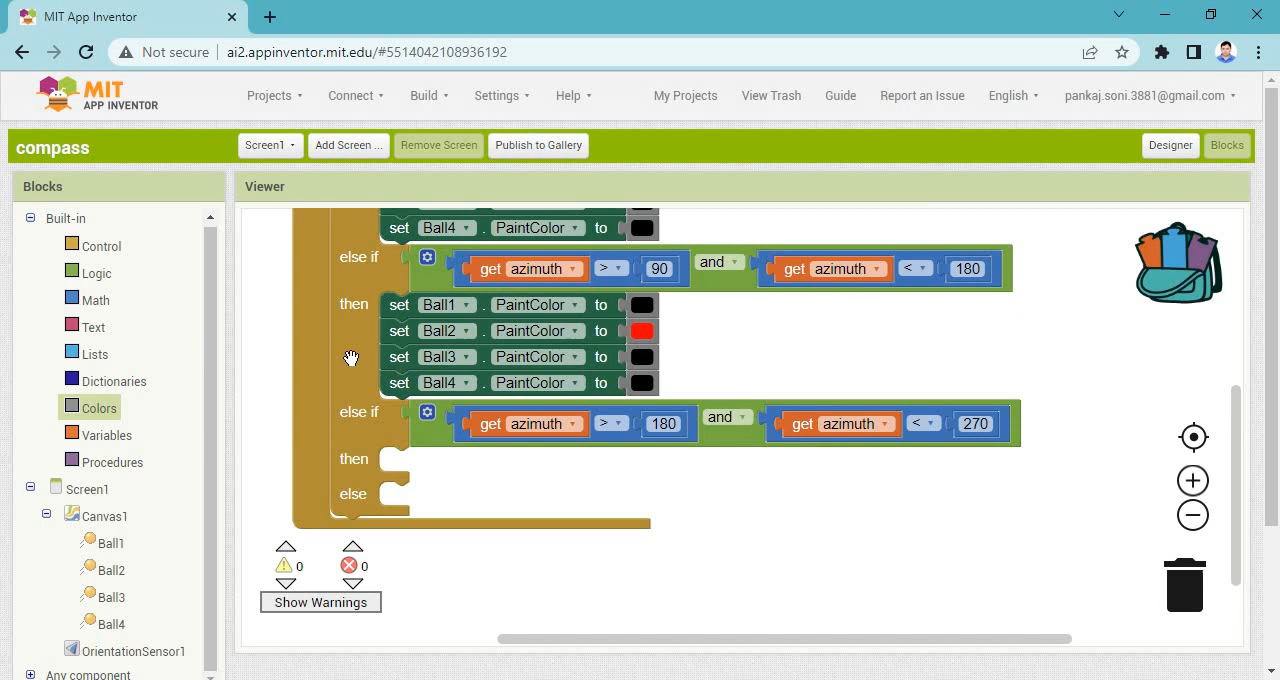 MIT App Inventor
Not secure
ai2.appinventor.mit.edu/#5514042108936192
MIT
APP INVENTOR
Projects Connect Build Settings Help My Projects View Trash Guide Report an Issue English pankaj.soni.3881@gmail.com
compass
Screen1 Add Screen ... Remove Screen Publish to Gallery Designer Blocks
Blocks
Viewer
Built-in
Control
Logic
Math
Text
Lists
Dictionaries
Colors
Variables
Procedures
Screen1
Canvas1
Ball1
Ball2
Ball3
Ball4
OrientationSensor1
Any component
set Ball4 . PaintColor to
else if get azimuth > 90 and get azimuth < 180
then set Ball1 . PaintColor to
set Ball2 . PaintColor to
set Ball3 . PaintColor to
set Ball4 . PaintColor to
else if get azimuth > 180 and get azimuth < 270
then
else
0 0
Show Warnings